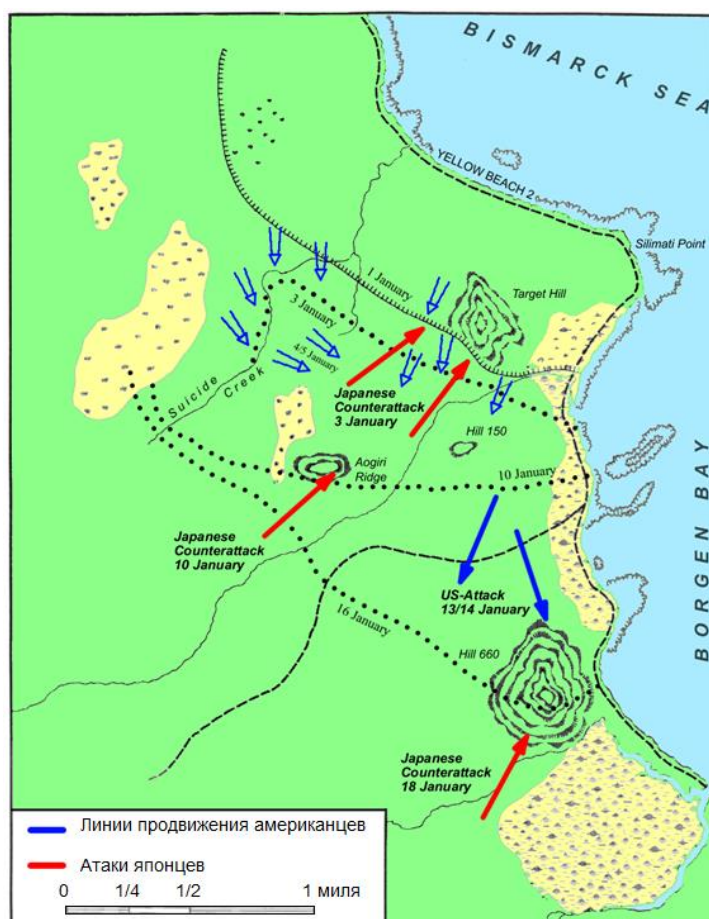 BISMARCK SEA
YELLOW BEACH 2
Silimati Point
1 January
Target Hill
3 January
4/5 January
Japanese
Counterattack
3 January
Suicide Creek
Hill 150
Aogiri
Ridge
10 January
Japanese
Counterattack
10 January
US-Attack
13/14 January
BORGEN BAY
16 January
Hill 660
Japanese
Counterattack
18 January
Линии продвижения американцев
Атаки японцев
0 1/4 1/2 1 миля